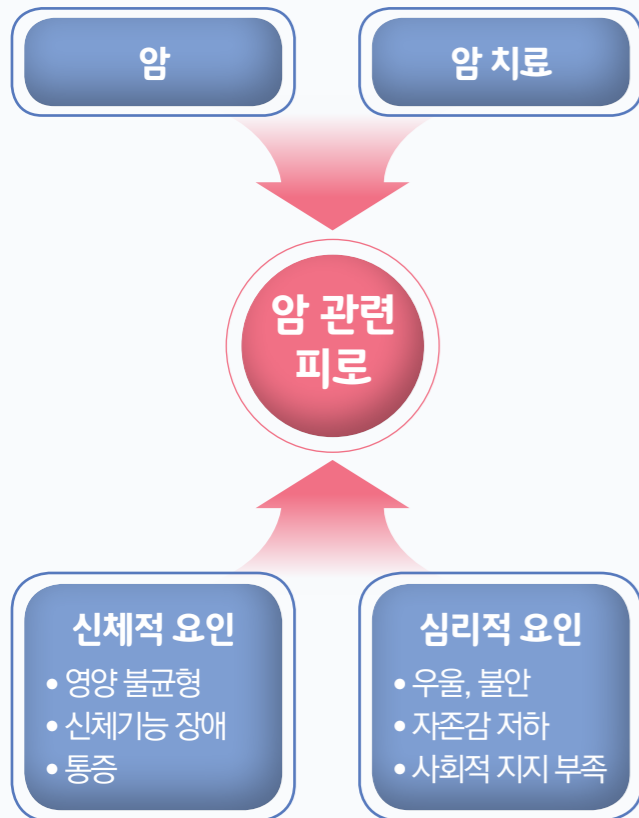 암
암 치료
암 관련
피로
신체적 요인
• 영양 불균형
• 신체기능 장애
• 통증
심리적 요인
• 우울, 불안
• 자존감 저하
• 사회적 지지 부족